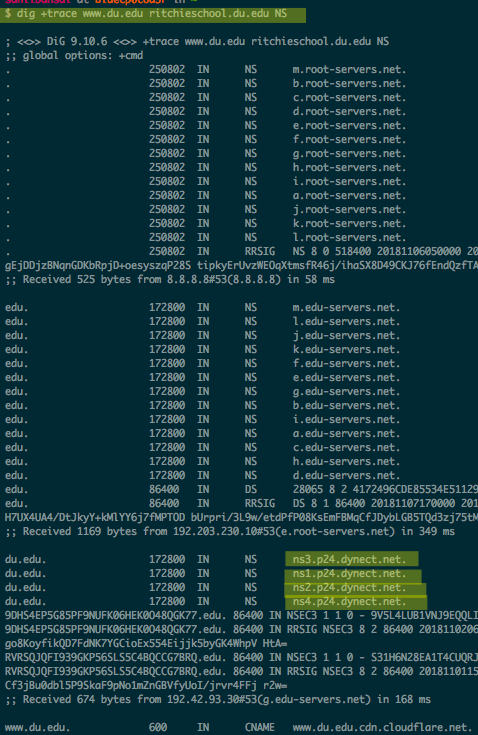 $ dig +trace www.du.edu ritchieschool.du.edu NS
; <<>> DiG 9.10.6 <<>> +trace www.du.edu ritchieschool.du.edu NS
;; global options: +cmd
. 250802 IN NS m.root-servers.net.
. 250802 IN NS b.root-servers.net.
. 250802 IN NS c.root-servers.net.
. 250802 IN NS d.root-servers.net.
. 250802 IN NS e.root-servers.net.
. 250802 IN NS f.root-servers.net.
. 250802 IN NS g.root-servers.net.
. 250802 IN NS h.root-servers.net.
. 250802 IN NS i.root-servers.net.
. 250802 IN NS a.root-servers.net.
. 250802 IN NS j.root-servers.net.
. 250802 IN NS k.root-servers.net.
. 250802 IN NS l.root-servers.net.
. 250802 IN RRSIG NS 8 0 518400 20181106050000 20
;; Received 525 bytes from 8.8.8.8#53(8.8.8.8) in 58 ms
edu. 172800 IN NS m.edu-servers.net.
edu. 172800 IN NS l.edu-servers.net.
edu. 172800 IN NS j.edu-servers.net.
edu. 172800 IN NS k.edu-servers.net.
edu. 172800 IN NS f.edu-servers.net.
edu. 172800 IN NS e.edu-servers.net.
edu. 172800 IN NS g.edu-servers.net.
edu. 172800 IN NS b.edu-servers.net.
edu. 172800 IN NS i.edu-servers.net.
edu. 172800 IN NS a.edu-servers.net.
edu. 172800 IN NS c.edu-servers.net.
edu. 172800 IN NS h.edu-servers.net.
edu. 172800 IN NS d.edu-servers.net.
edu. 86400 IN DS 28065 8 2 4172496CDE85534E51129
edu. 86400 IN RRSIG DS 8 1 86400 20181107170000 200
;; Received 1169 bytes from 192.203.230.10#53(e.root-servers.net) in 349 ms
du.edu. 172800 IN NS ns3.p24.dynect.net.
du.edu. 172800 IN NS ns1.p24.dynect.net.
du.edu. 172800 IN NS ns2.p24.dynect.net.
du.edu. 172800 IN NS ns4.p24.dynect.net.
9DHS4EP5G85PF9NUFK06HEK0O48QGK77.edu. 86400 IN NSEC3 1 1 0 - 9V5L4LUB1VNJ9EQQLI
9DHS4EP5G85PF9NUFK06HEK0O48QGK77.edu. 86400 IN RRSIG NSEC3 8 2 86400 2018110206
go8KoyfikQD7FdNK7YGCioEx554Eijjk5byGK4WhpV HtA=
RVRSQJQFI939GKP56SLS5C4BQCCG7BRQ.edu. 86400 IN NSEC3 1 1 0 - S31H6N28EA1T4CUQRJ
RVRSQJQFI939GKP56SLS5C4BQCCG7BRQ.edu. 86400 IN RRSIG NSEC3 8 2 86400 2018110115
Cf3jBu0dbl5P9SkaF9pNo1mZnGBVfyUoI/jrvr4FFj r2w=
;; Received 674 bytes from 192.42.93.30#53(g.edu-servers.net) in 168 ms
www.du.edu. 600 IN CNAME www.du.edu.cdn.cloudflare.net.